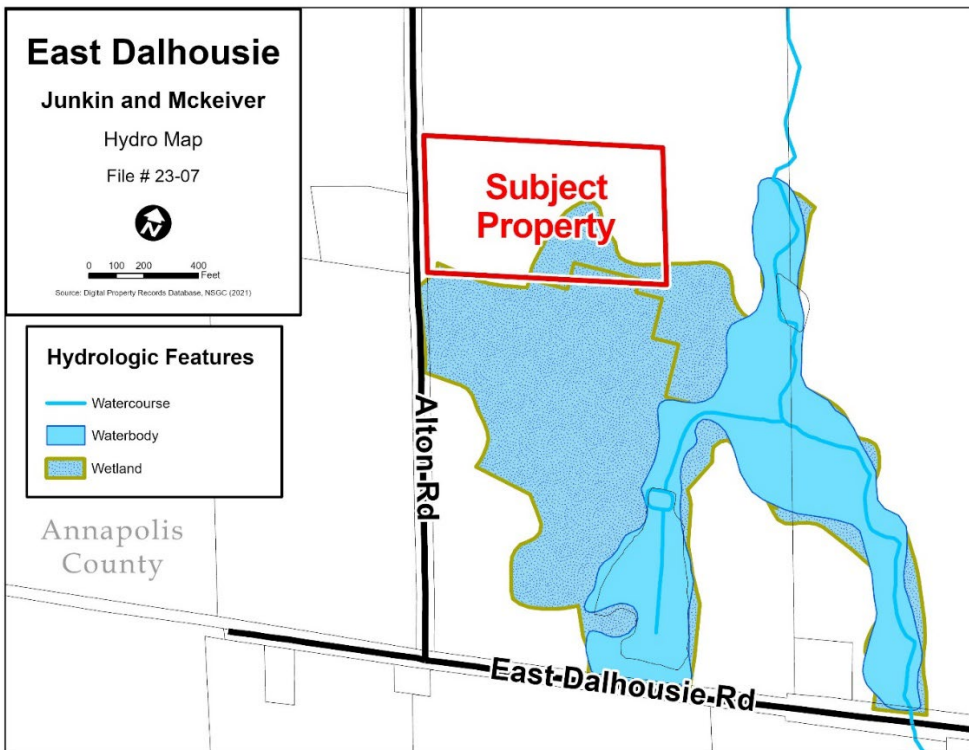 East Dalhousie
Junkin and Mckeiver
Hydro Map
File # 23-07
N
0 100 200 400
Feet
Source: Digital Property Records Database, NSGC (2021)
Hydrologic Features
Watercourse
Waterbody
Wetland
Annapolis
County
Subject
Property
Alton Rd
East Dalhousie Rd